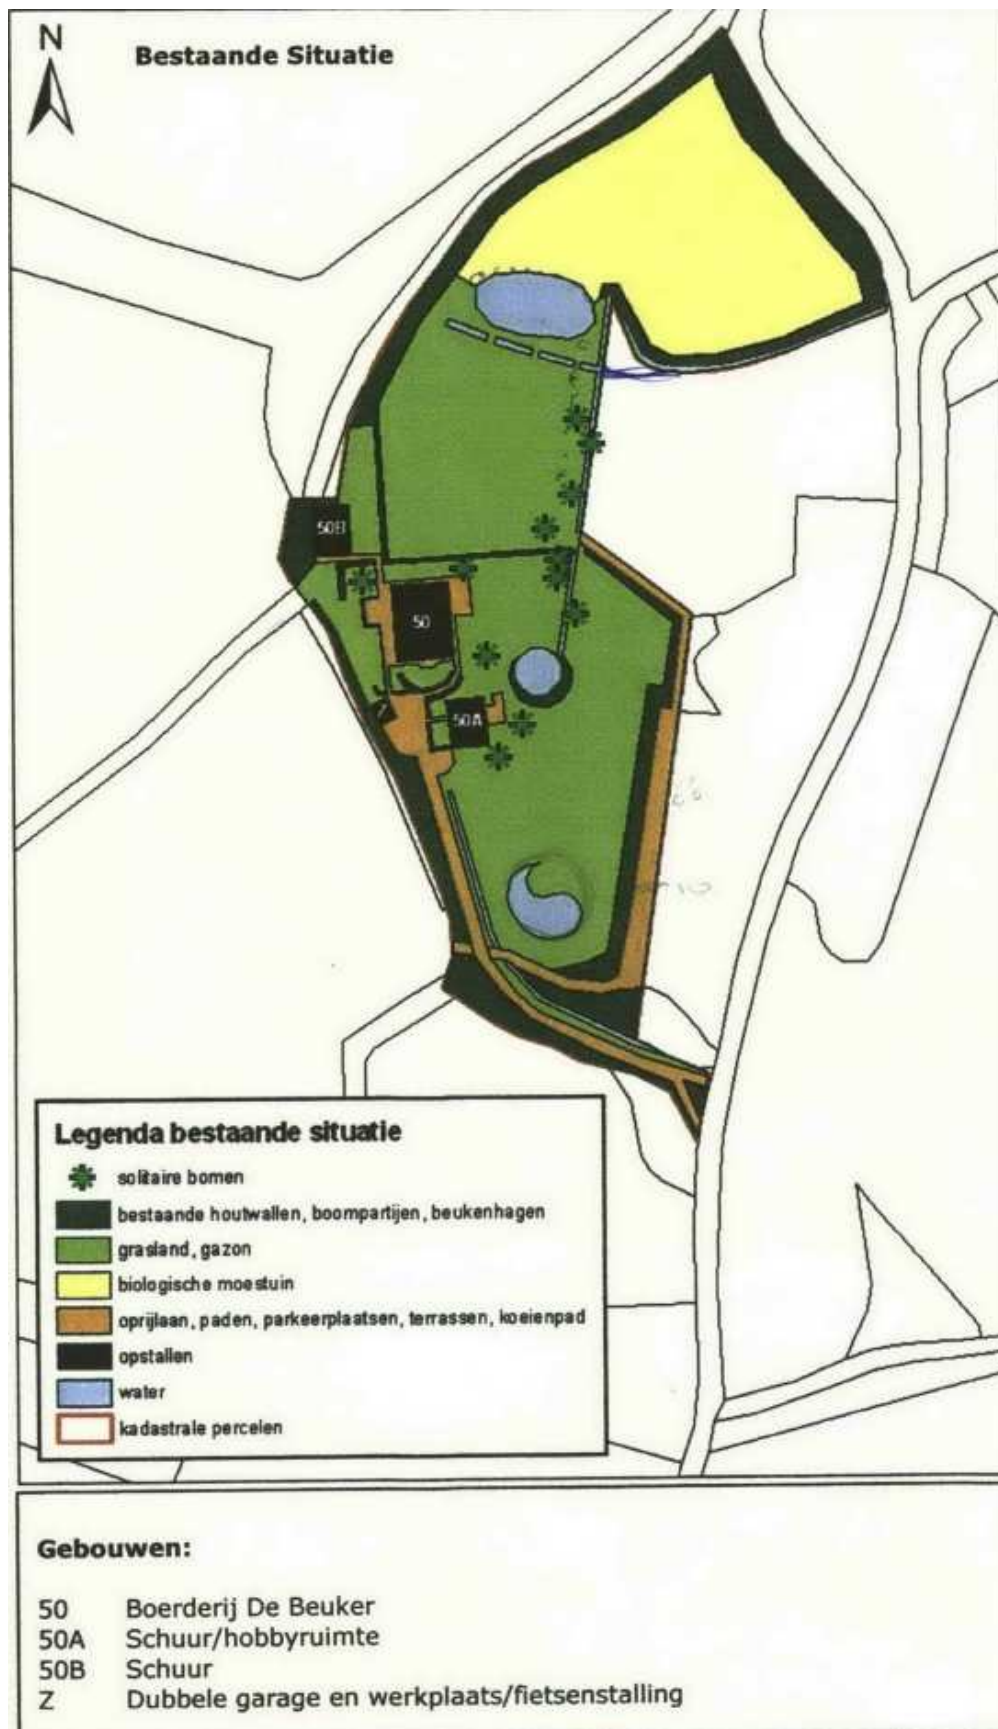 N
Bestaande Situatie
50B
50
50A
Legenda bestaande situatie
solitaire bomen
bestaande houtwallen, boompartijen, beukenhagen
grasland, gazon
biologische moestuin
oprijlaan, paden, parkeerplaatsen, terrassen, koeienpad
opstallen
water
kadastrale percelen
Gebouwen:
50 Boerderij De Beuker
50A Schuur/hobbyruimte
50B Schuur
Z Dubbele garage en werkplaats/fietsenstalling